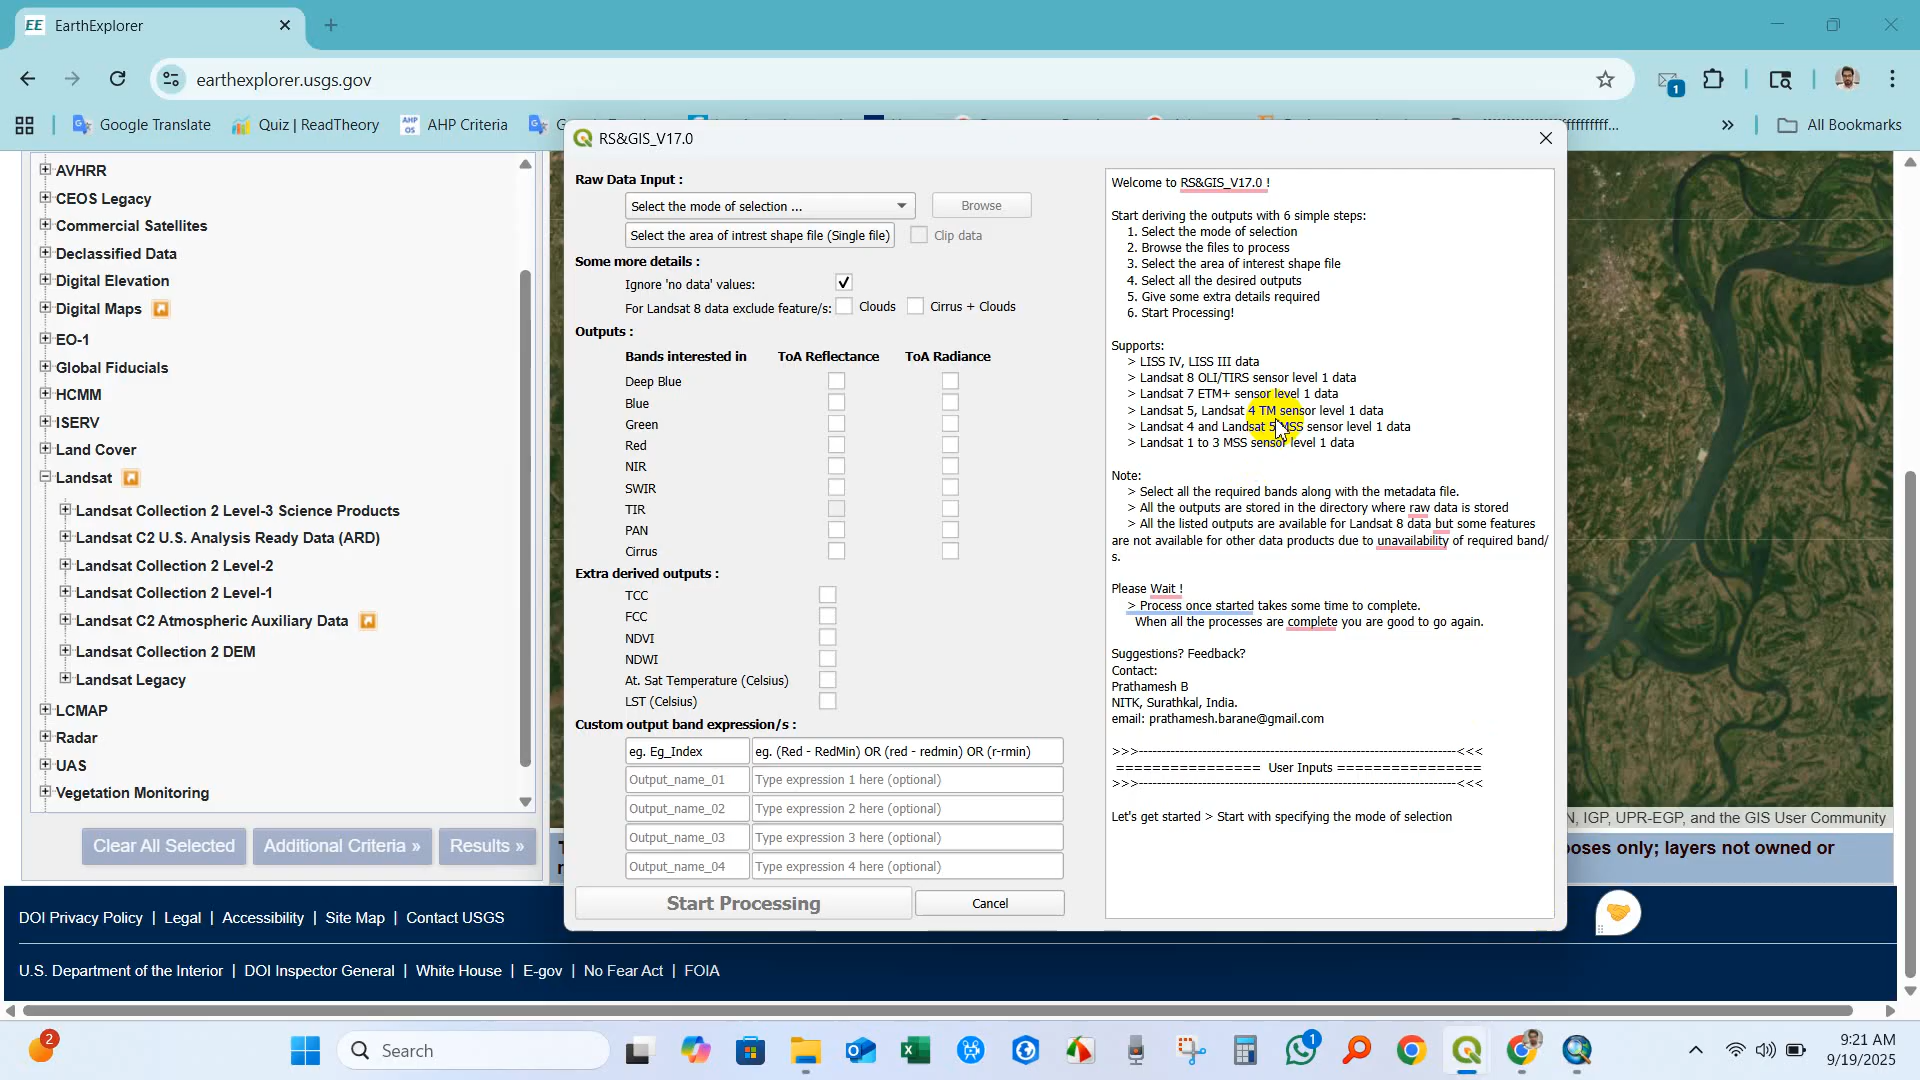 EarthExplorer
earthexplorer.usgs.gov
1
Google Translate
Quiz | ReadTheory
AHP Criteria
All Bookmarks
AVHRR
CEOS Legacy
Commercial Satellites
Declassified Data
Digital Elevation
Digital Maps
EO-1
Global Fiducials
HCMM
ISERV
Land Cover
Landsat
Landsat Collection 2 Level-3 Science Products
Landsat C2 U.S. Analysis Ready Data (ARD)
Landsat Collection 2 Level-2
Landsat Collection 2 Level-1
Landsat C2 Atmospheric Auxiliary Data
Landsat Collection 2 DEM
Landsat Legacy
LCMAP
Radar
UAS
Vegetation Monitoring
Clear All Selected
Additional Criteria »
Results »
RS&GIS_V17.0
Raw Data Input :
Select the mode of selection ...
Browse
Select the area of intrest shape file (Single file)
Clip data
Some more details :
Ignore 'no data' values:
For Landsat 8 data exclude feature/s:
Clouds
Cirrus + Clouds
Outputs :
Bands interested in ToA Reflectance ToA Radiance
Deep Blue
Blue
Green
Red
NIR
SWIR
TIR
PAN
Cirrus
Extra derived outputs :
TCC
FCC
NDVI
NDWI
At. Sat Temperature (Celsius)
LST (Celsius)
Custom output band expression/s :
eg. Eg_Index
eg. (Red - RedMin) OR (red - redmin) OR (r-rmin)
Output_name_01
Type expression 1 here (optional)
Output_name_02
Type expression 2 here (optional)
Output_name_03
Type expression 3 here (optional)
Output_name_04
Type expression 4 here (optional)
Start Processing
Cancel
Welcome to RS&GIS_V17.0 !
Start deriving the outputs with 6 simple steps:
1. Select the mode of selection
2. Browse the files to process
3. Select the area of interest shape file
4. Select all the desired outputs
5. Give some extra details required
6. Start Processing!
Supports:
> LISS IV, LISS III data
> Landsat 8 OLI/TIRS sensor level 1 data
> Landsat 7 ETM+ sensor level 1 data
> Landsat 5, Landsat 4 TM sensor level 1 data
> Landsat 4 and Landsat 5 MSS sensor level 1 data
> Landsat 1 to 3 MSS sensor level 1 data
Note:
> Select all the required bands along with the metadata file.
> All the outputs are stored in the directory where raw data is stored
> All the listed outputs are available for Landsat 8 data but some features
are not available for other data products due to unavailability of required band/
s.
Please Wait !
> Process once started takes some time to complete.
When all the processes are complete you are good to go again.
Suggestions? Feedback?
Contact:
Prathamesh B
NITK, Surathkal, India.
email: prathamesh.barane@gmail.com
>>>-----------------------------------------------------------------<<<
================ User Inputs ================
>>>-----------------------------------------------------------------<<<
Let's get started > Start with specifying the mode of selection
N, IGP, UPR-EGP, and the GIS User Community
poses only; layers not owned or
DOI Privacy Policy | Legal | Accessibility | Site Map | Contact USGS
U.S. Department of the Interior | DOI Inspector General | White House | E-gov | No Fear Act | FOIA
2
Search
1
9:21 AM
9/19/2025